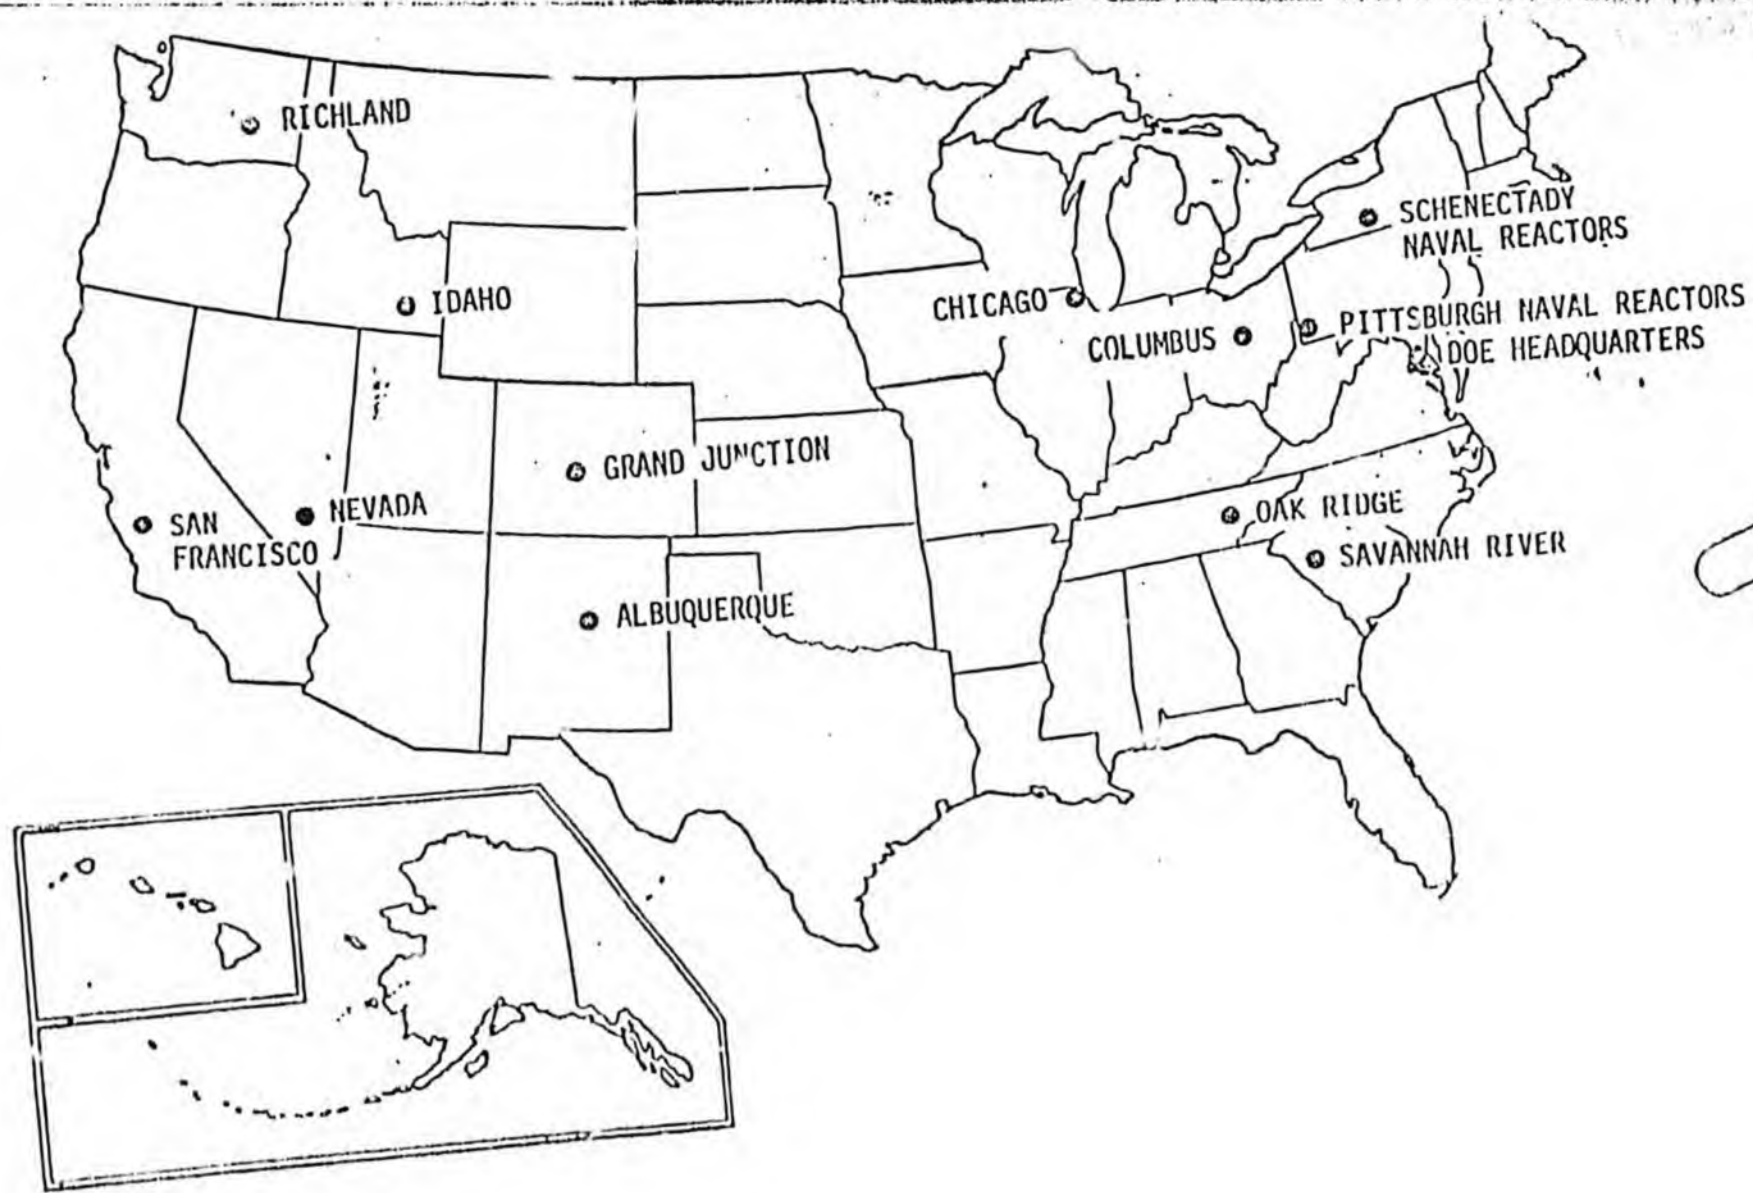 RICHLAND
SCHENECTADY
NAVAL REACTORS
IDAHO
CHICAGO
PITTSBURGH NAVAL REACTORS
COLUMBUS
DOE HEADQUARTERS
GRAND JUNCTION
NEVADA
SAN
FRANCISCO
OAK RIDGE
SAVANNAH RIVER
ALBUQUERQUE